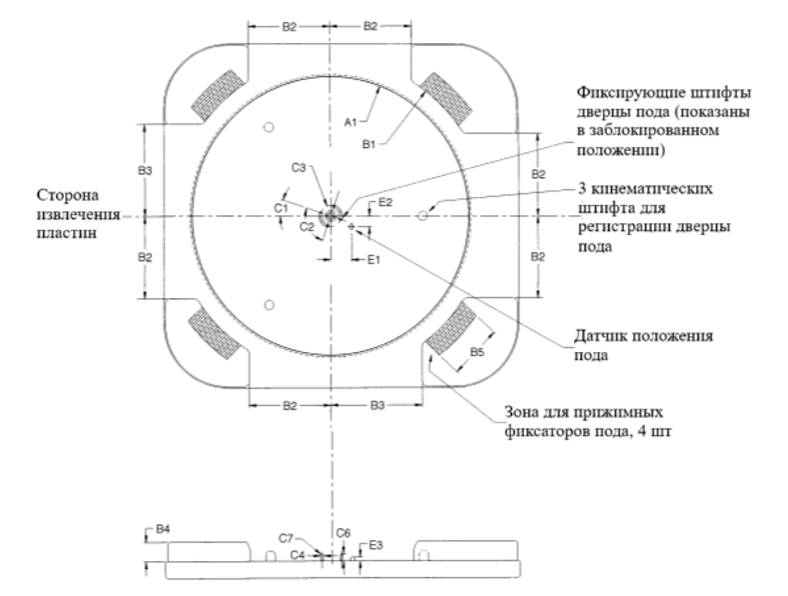 B2
B2
Фиксирующие штифты
дверцы пода (показаны
в заблокированном
положении)
A1
B1
B3
B2
C3
3 кинематических
штифта для
регистрации дверцы
пода
Сторона
извлечения
пластин
C1
E2
C2
B2
B2
E1
Датчик положения
пода
B5
B2
B3
Зона для прижимных
фиксаторов пода, 4 шт
B4
C7
C6
C4
E3